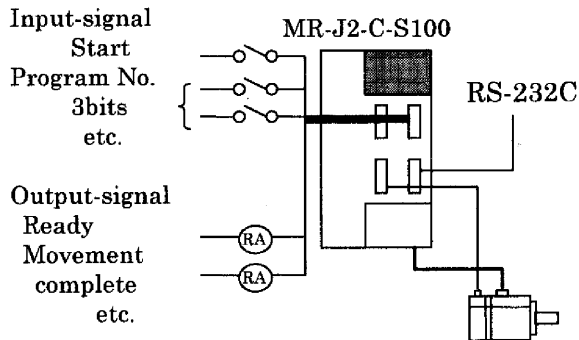 Input-signal
Start
Program No.
3bits
etc.
MR-J2-C-S100
RS-232C
Output-signal
Ready
Movement
complete
etc.
RA
RA